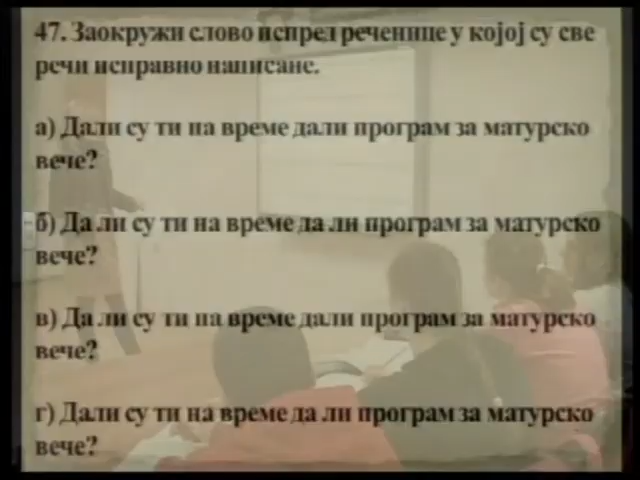 47. Заокружи слово испред реченице у којој су све
речи исправно написане.
а) Дали су ти на време дали програм за матурско
вече?
б) Да ли су ти на време да ли програм за матурско
вече?
в) Да ли су ти на време дали програм за матурско
вече?
г) Дали су ти на време да ли програм за матурско
вече?